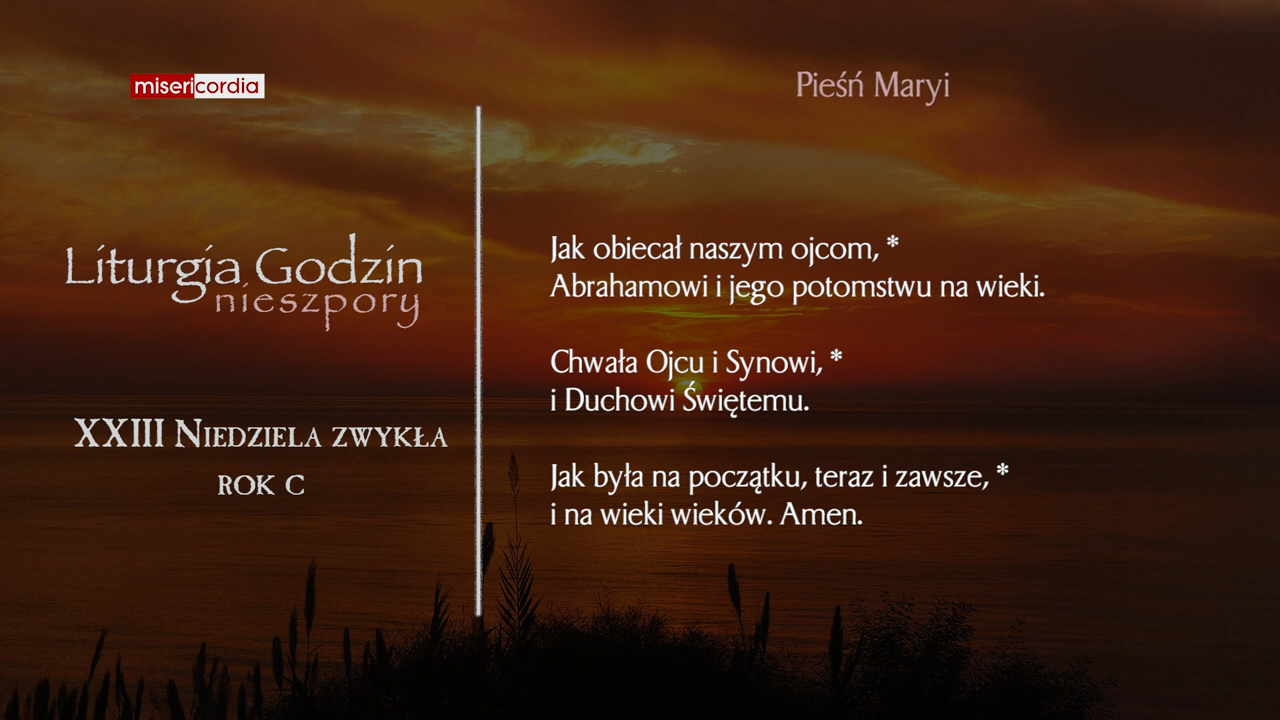 misericordia
Liturgia Godzin
nieszpory
XXIII Niedziela zwykła
rok C
Pieśń Maryi
Jak obiecał naszym ojcom, *
Abrahamowi i jego potomstwu na wieki.
Chwała Ojcu i Synowi, *
i Duchowi Świętemu.
Jak była na początku, teraz i zawsze, *
i na wieki wieków. Amen.